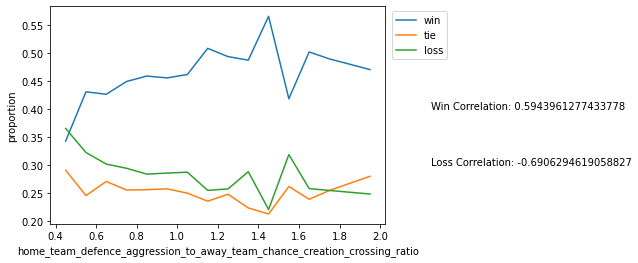 0.55
0.50
0.45
0.40
0.35
0.30
0.25
0.20
proportion
0.4 0.6 0.8 1.0 1.2 1.4 1.6 1.8 2.0
home_team_defence_aggression_to_away_team_chance_creation_crossing_ratio
win
tie
loss
Win Correlation: 0.5943961277433778
Loss Correlation: -0.6906294619058827